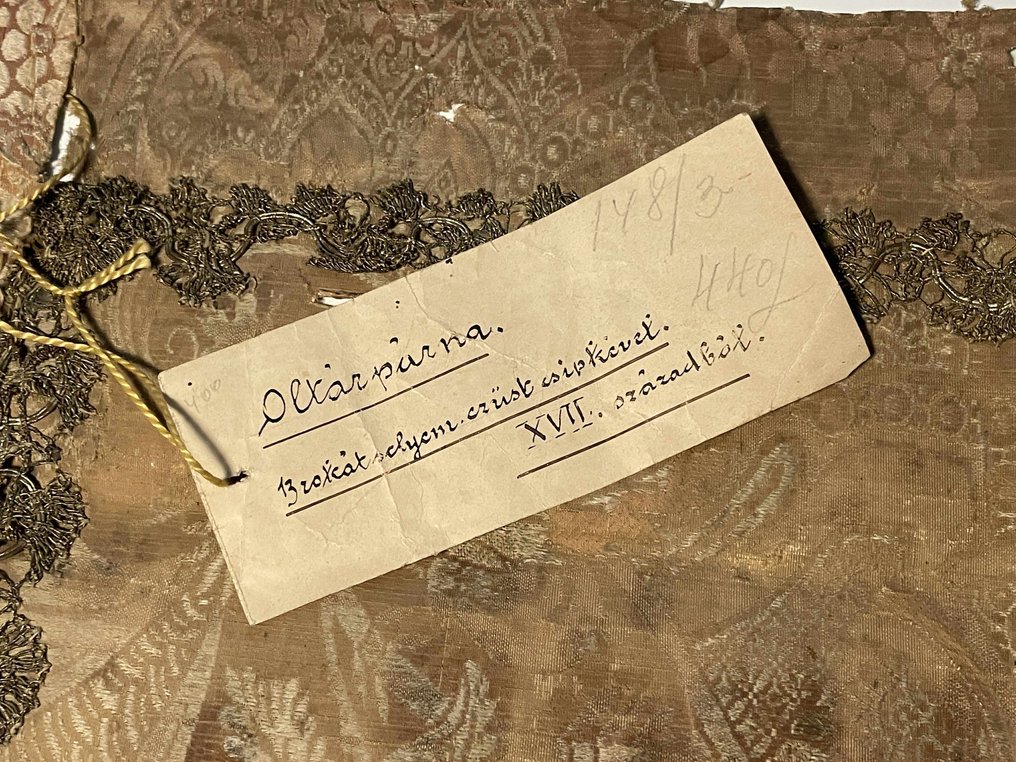 148/3-
440/
Oltárpárna.
Brokátselyem ezüst csipkével.
XVII. századból.